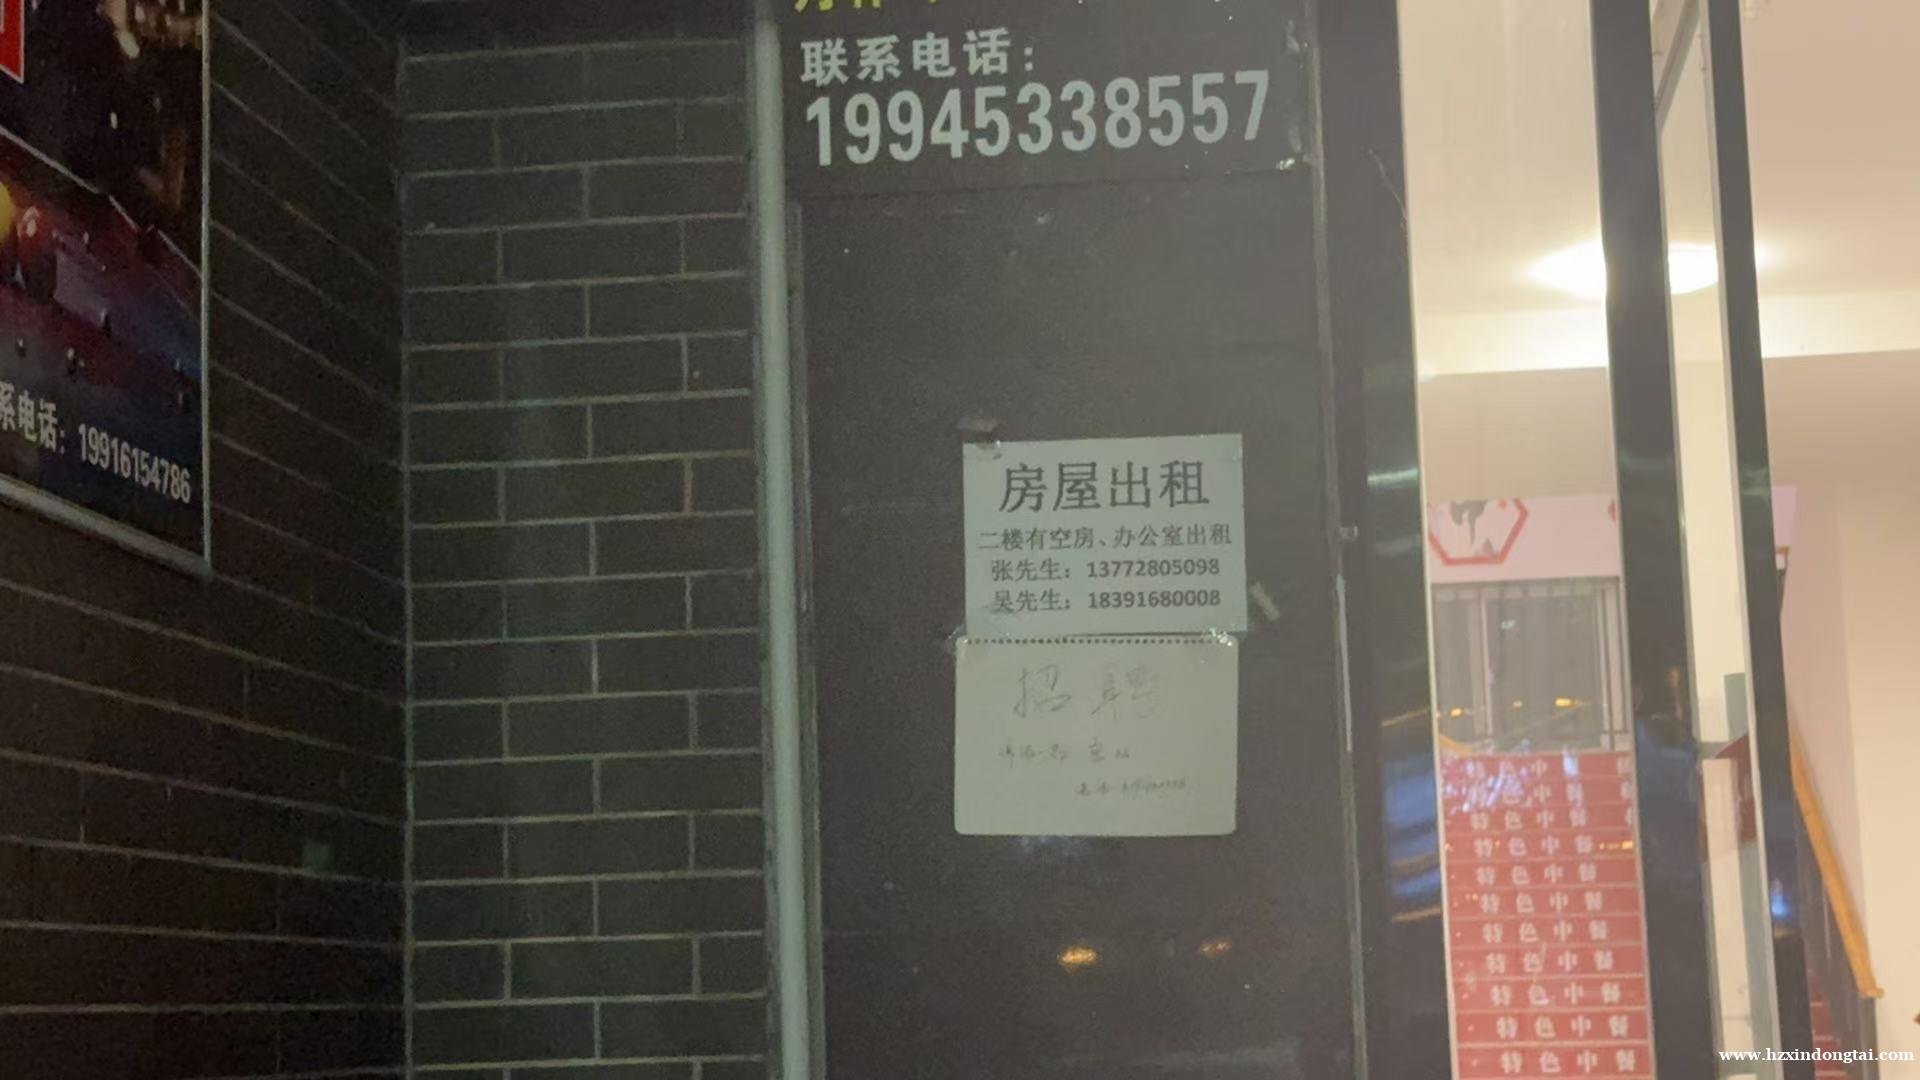 联系电话:
19945338557
系电话: 19916154786
房屋出租
二楼有空房、办公室出租
张先生: 13772805098
吴先生: 18391680008
招聘
特色中餐
特色中餐
特色中餐
特色中餐
特色中餐
特色中餐
特色中餐
特色中餐
特色中餐
特色中餐
特色中餐
www.hzxindongtai.com